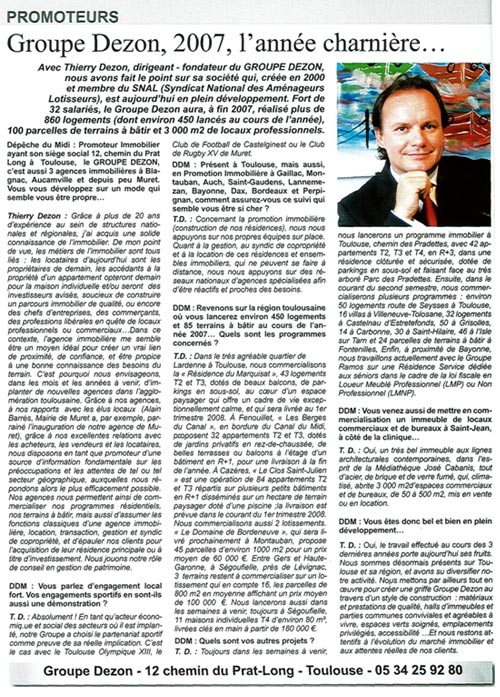 PROMOTEURS
Groupe Dezon, 2007, l'année charnière…
Avec Thierry Dezon, dirigeant - fondateur du GROUPE DEZON,
nous avons fait le point sur sa société qui, créée en 2000
et membre du SNAL (Syndicat National des Aménageurs
Lotisseurs), est aujourd'hui en plein développement. Fort de
32 salariés, le Groupe Dezon aura, à fin 2007, réalisé plus de
860 logements (dont environ 450 lancés au cours de l'année),
100 parcelles de terrains à bâtir et 3 000 m2 de locaux professionnels.
Dépêche du Midi : Promoteur Immobilier
ayant son siège social 12, chemin du Prat
Long à Toulouse, le GROUPE DEZON,
c'est aussi 3 agences immobilières à Blagnac,
Aucamville et depuis peu Muret.
Vous vous développez sur un mode qui
semble vous être propre…
Thierry Dezon : Grâce à plus de 20 ans
d'expérience au sein de structures nationales
et régionales, j'ai acquis une solide
connaissance de l'immobilier. De mon point
de vue, les métiers de l'immobilier sont tous
liés : les locataires d'aujourd'hui sont les
propriétaires de demain, les accédants à la
propriété d'un appartement opteront demain
pour la maison individuelle et/ou seront des
investisseurs avisés, soucieux de construire
un parcours immobilier de qualité, ou encore
des chefs d'entreprises, des commerçants,
des professions libérales en quête de locaux
professionnels ou commerciaux…Dans ce
contexte, l'agence immobilière me semble
être un moyen idéal pour créer un vrai lien
de proximité, de confiance, et être propice
à une bonne connaissance des besoins du
terrain. C'est pourquoi nous envisageons,
dans les mois et les années à venir, d'implanter
de nouvelles agences dans l'agglomération
toulousaine. Grâce à nos agences,
à nos rapports avec les élus locaux (Alain
Barrès, Mairie de Muret a, par exemple, parrainé
l'inauguration de notre agence de Muret),
grâce à nos excellentes relations avec
les acheteurs, les vendeurs et les locataires,
nous disposons en tant que promoteur d'une
source d'information fondamentale sur les
préoccupations et les attentes de tel ou tel
secteur géographique, auxquelles nous répondons
alors le plus efficacement possible.
Nos agences nous permettent ainsi de commercialiser
nos programmes résidentiels,
nos terrains à bâtir, mais aussi d'assumer les
fonctions classiques d'une agence immobilière,
location, transaction, gestion et syndic
de copropriété, et d'épauler nos clients pour
l'acquisition de leur résidence principale ou
à titre d'investissement. Nous jouons notre rôle
de conseil en gestion de patrimoine.
DDM : Vous parlez d'engagement local
fort. Vos engagements sportifs en sont-ils
aussi une démonstration ?
T. D. : Absolument ! En tant qu'acteur économique
et social des secteurs où il est implanté,
notre Groupe a choisi le partenariat sportif
comme preuve de sa réelle implication. C'est
le cas avec le Toulouse Olympique XIII, le
Club de Football de Castelginest ou le Club
de Rugby XV de Muret.
DDM : Présent à Toulouse, mais aussi,
en Promotion Immobilière à Gaillac, Montauban,
Auch, Saint-Gaudens, Lannemezan,
Bayonne, Dax, Bordeaux et Perpignan,
comment assurez-vous ce suivi qui
semble vous être si cher ?
T.D. : Concernant la promotion immobilière
(construction de nos résidences), nous nous
appuyons sur nos propres équipes sur place.
Quant à la gestion, au syndic de copropriété
et à la location de ces résidences et ensembles
immobiliers, qui ne peuvent se faire à
distance, nous nous appuyons sur des réseaux
nationaux d'agences spécialisées afin
d'être réactifs et proches des besoins.
DDM : Revenons sur la région toulousaine
où vous lancerez environ 450 logements
et 85 terrains à bâtir au cours de l'année
2007… Quels sont les programmes
concernés ?
T.D. : Dans le très agréable quartier de
Lardenne à Toulouse, nous commercialisons
la « Résidence du Marquisat », 43 logements
T2 et T3, dotés de beaux balcons, de parkings
en sous-sol, au cœur d'un espace
paysager qui offre un cadre de vie exceptionnellement
calme, et qui sera livrée au 1er
trimestre 2008. A Fenouillet, « Les Berges
du Canal », en bordure du Canal du Midi,
proposent 32 appartements T2 et T3, dotés
de jardins privatifs en rez-de-chaussée, de
belles terrasses ou balcons à l'étage d'un
bâtiment en R+1, pour une livraison à la fin
de l'année. À Cazères, « Le Clos Saint-Julien
» est une opération de 84 appartements T2
et T3 répartis sur plusieurs petits bâtiments
en R+1 disséminés sur un hectare de terrain
paysager doté d'une piscine ;la livraison est
prévue dans le courant du 1er trimestre 2008.
Nous commercialisons aussi 2 lotissements.
« Le Domaine de Bordeneuve », qui sera livré
prochainement à Montauban, propose
45 parcelles d'environ 1000 m2 pour un prix
moyen de 60 000 €. Entre Gers et Haute-Garonne,
à Ségoufielle, près de Lévignac,
3 terrains restent à commercialiser sur un lotissement
qui en compte 16, les parcelles de
800 m2 en moyenne affichant un prix moyen
de 100 000 €. Nous lancerons aussi dans
les semaines à venir, toujours à Ségoufielle,
11 maisons individuelles T4 d'environ 80 m²,
livrées clés en main à partir de 180 000 €.
DDM : Quels sont vos autres projets ?
T. D. : Toujours dans les semaines à venir,
nous lancerons un programme immobilier à
Toulouse, chemin des Pradettes, avec 42 appartements
T2, T3 et T4, en R+3, dans une
résidence clôturée et sécurisée, dotée de
parkings en sous-sol et faisant face au très
arboré Parc des Pradettes. Ensuite, dans le
courant du second semestre, nous commercialiserons
plusieurs programmes : environ
50 logements route de Seysses à Toulouse,
16 villas à Villeneuve-Tolosane, 32 logements
à Castelnau d'Estretefonds, 50 à Grisolles,
14 à Carbonne, 30 à Saint-Hilaire, 46 à l'Isle
sur Tarn et 24 parcelles de terrains à bâtir à
Fontenilles. Enfin, à proximité de Bayonne,
nous travaillons actuellement avec le Groupe
Ramos sur une Résidence Service dédiée
aux séniors dans le cadre de la loi fiscale en
Loueur Meublé Professionnel (LMP) ou Non
Professionnel (LMNP).
DDM : Vous venez aussi de mettre en commercialisation
un immeuble de locaux
commerciaux et de bureaux à Saint-Jean,
à côté de la clinique…
T. D. : Oui, un très bel immeuble aux lignes
architecturales contemporaines, dans l'esprit
de la Médiathèque José Cabanis, tout
d'acier, de brique et de verre fumé, qui, climatisé,
abrite 3 000 m2 d'espaces commerciaux
et de bureaux, de 50 à 500 m2, mis en vente
ou en location.
DDM : Vous êtes donc bel et bien en plein
développement…
T. D. : Oui, le travail effectué au cours des 3
dernières années porte aujourd'hui ses fruits.
Nous sommes désormais présents sur Toulouse
et sa région, et avons su diversifier notre
activité. Nous mettons par ailleurs tout en
œuvre pour créer une griffe Groupe Dezon au
travers d'un style de construction : matériaux
et prestations de qualité, halls d'immeubles et
parties communes conviviales et agréables à
vivre, espaces verts soignés, emplacements
privilégiés, accessibilité …Et nous restons attentifs
à l'évolution du marché immobilier et
aux attentes réelles de nos clients.
Groupe Dezon - 12 chemin du Prat-Long - Toulouse - 05 34 25 92 80